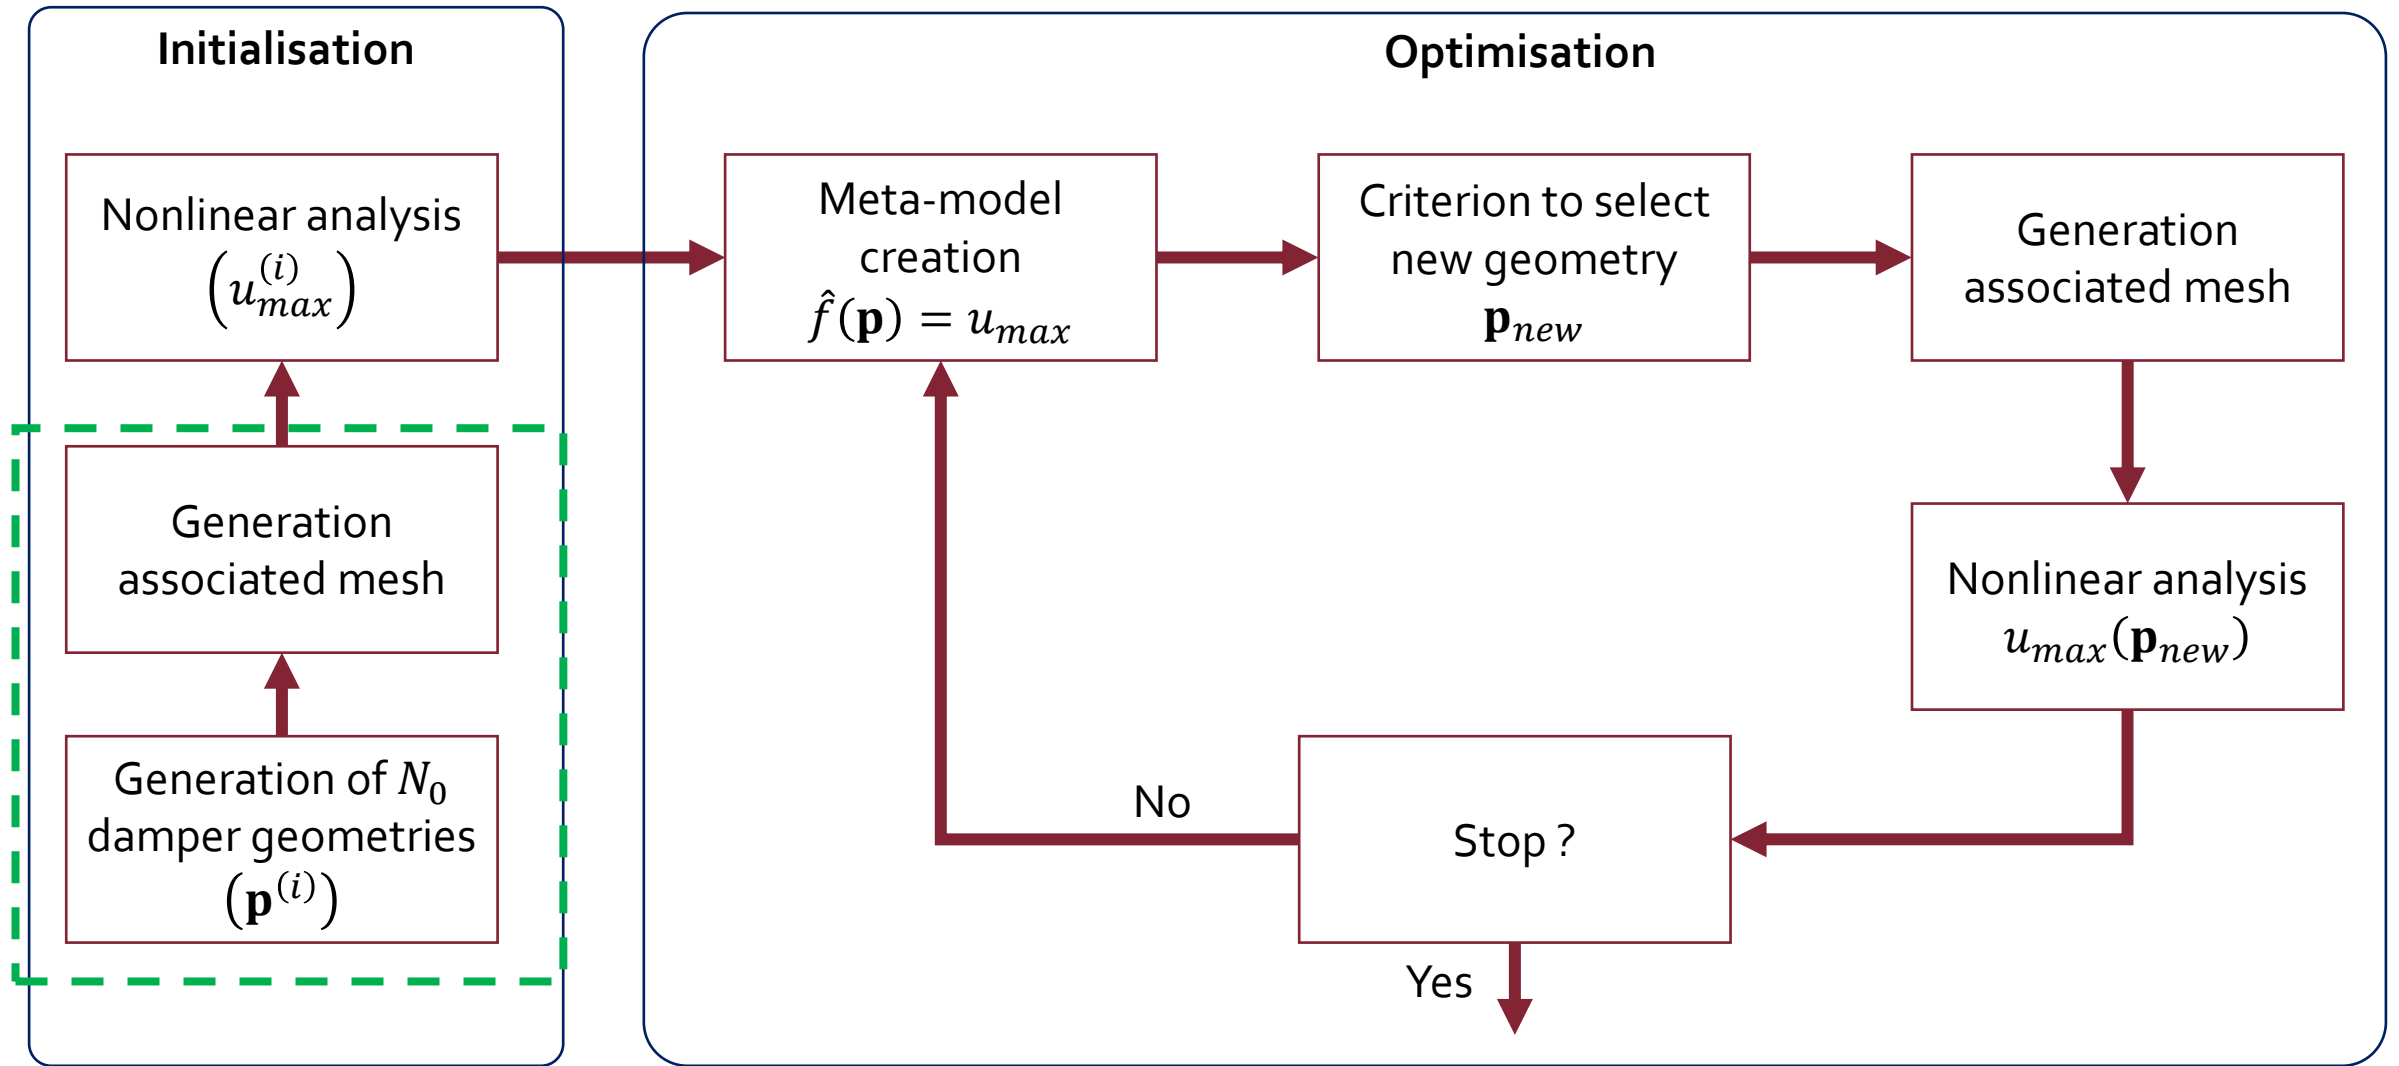 Initialisation
Nonlinear analysis
(u_max^(i))
Generation
associated mesh
Generation of N₀
damper geometries
(𝐩^(i))
Optimisation
Meta-model
creation
f̂(𝐩) = u_max
Criterion to select
new geometry
𝐩_new
Generation
associated mesh
Nonlinear analysis
u_max(𝐩_new)
Stop ?
No
Yes